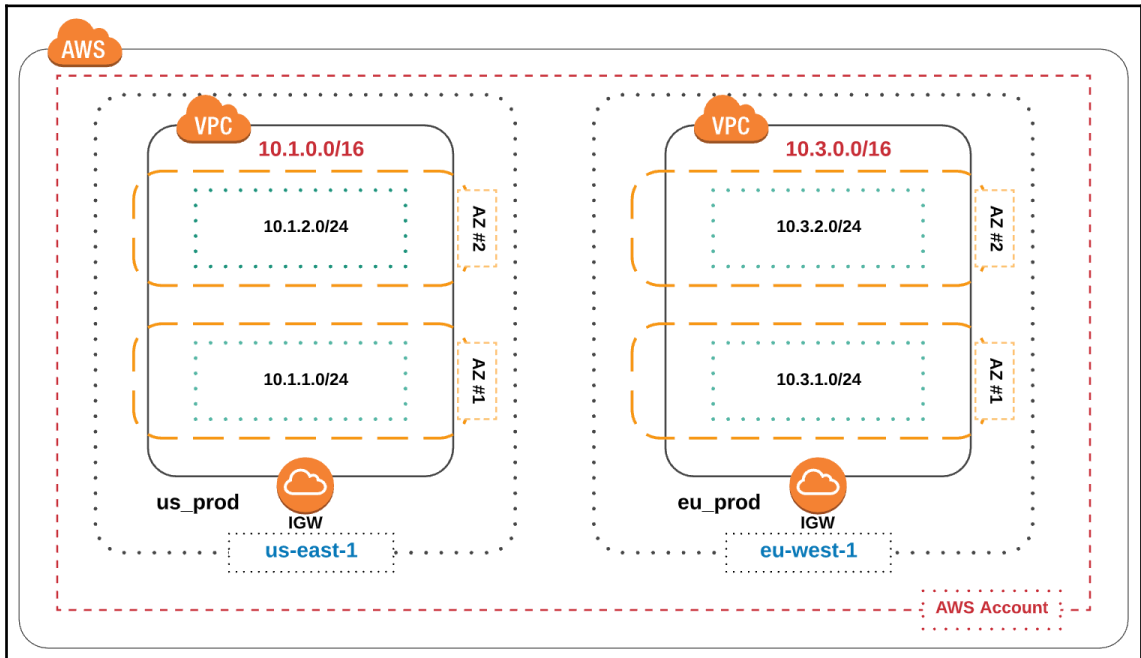 AWS
VPC
10.1.0.0/16
10.1.2.0/24
AZ #2
10.1.1.0/24
AZ #1
us_prod
IGW
us-east-1
VPC
10.3.0.0/16
10.3.2.0/24
AZ #2
10.3.1.0/24
AZ #1
eu_prod
IGW
eu-west-1
AWS Account